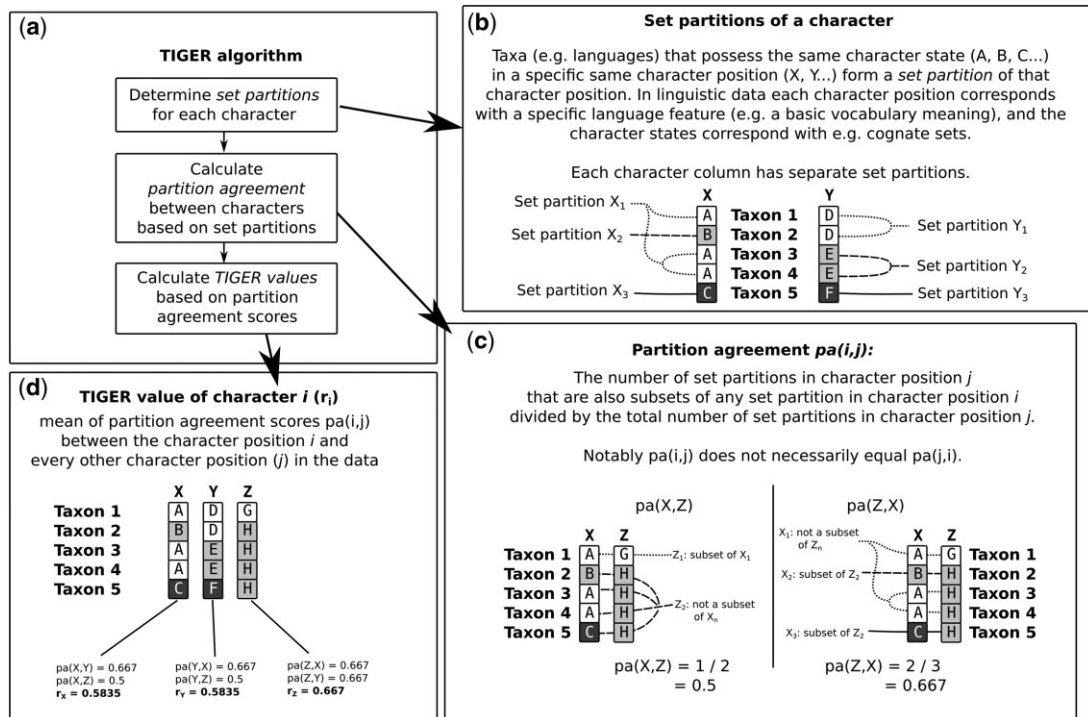 (a)
TIGER algorithm
Determine set partitions
for each character
Calculate
partition agreement
between characters
based on set partitions
Calculate TIGER values
based on partition
agreement scores
(b)
Set partitions of a character
Taxa (e.g. languages) that possess the same character state (A, B, C...)
in a specific same character position (X, Y...) form a set partition of that
character position. In linguistic data each character position corresponds
with a specific language feature (e.g. a basic vocabulary meaning), and the
character states correspond with e.g. cognate sets.
Each character column has separate set partitions.
X Y
Set partition X₁
A Taxon 1 D
Set partition X₂ B Taxon 2 D Set partition Y₁
A Taxon 3 E
A Taxon 4 E Set partition Y₂
Set partition X₃ C Taxon 5 F Set partition Y₃
(c)
Partition agreement pa(i,j):
The number of set partitions in character position j
that are also subsets of any set partition in character position i
divided by the total number of set partitions in character position j.
Notably pa(i,j) does not necessarily equal pa(j,i).
pa(X,Z)
X Z
Taxon 1 A G Z₁: subset of X₁
Taxon 2 B H
Taxon 3 A H
Taxon 4 A H
Z₂: not a subset
of Xₙ
Taxon 5 C H
pa(X,Z) = 1 / 2
= 0.5
pa(Z,X)
X Z
X₁: not a subset
of Zₙ
A G Taxon 1
X₂: subset of Z₂ B H Taxon 2
A H Taxon 3
A H Taxon 4
X₃: subset of Z₂ C H Taxon 5
pa(Z,X) = 2 / 3
= 0.667
(d)
TIGER value of character i (rᵢ)
mean of partition agreement scores pa(i,j)
between the character position i and
every other character position (j) in the data
X Y Z
Taxon 1 A D G
Taxon 2 B D H
Taxon 3 A E H
Taxon 4 A E H
Taxon 5 C F H
pa(X,Y) = 0.667
pa(X,Z) = 0.5
rₓ = 0.5835
pa(Y,X) = 0.667
pa(Y,Z) = 0.5
rY = 0.5835
pa(Z,X) = 0.667
pa(Z,Y) = 0.667
rZ = 0.667